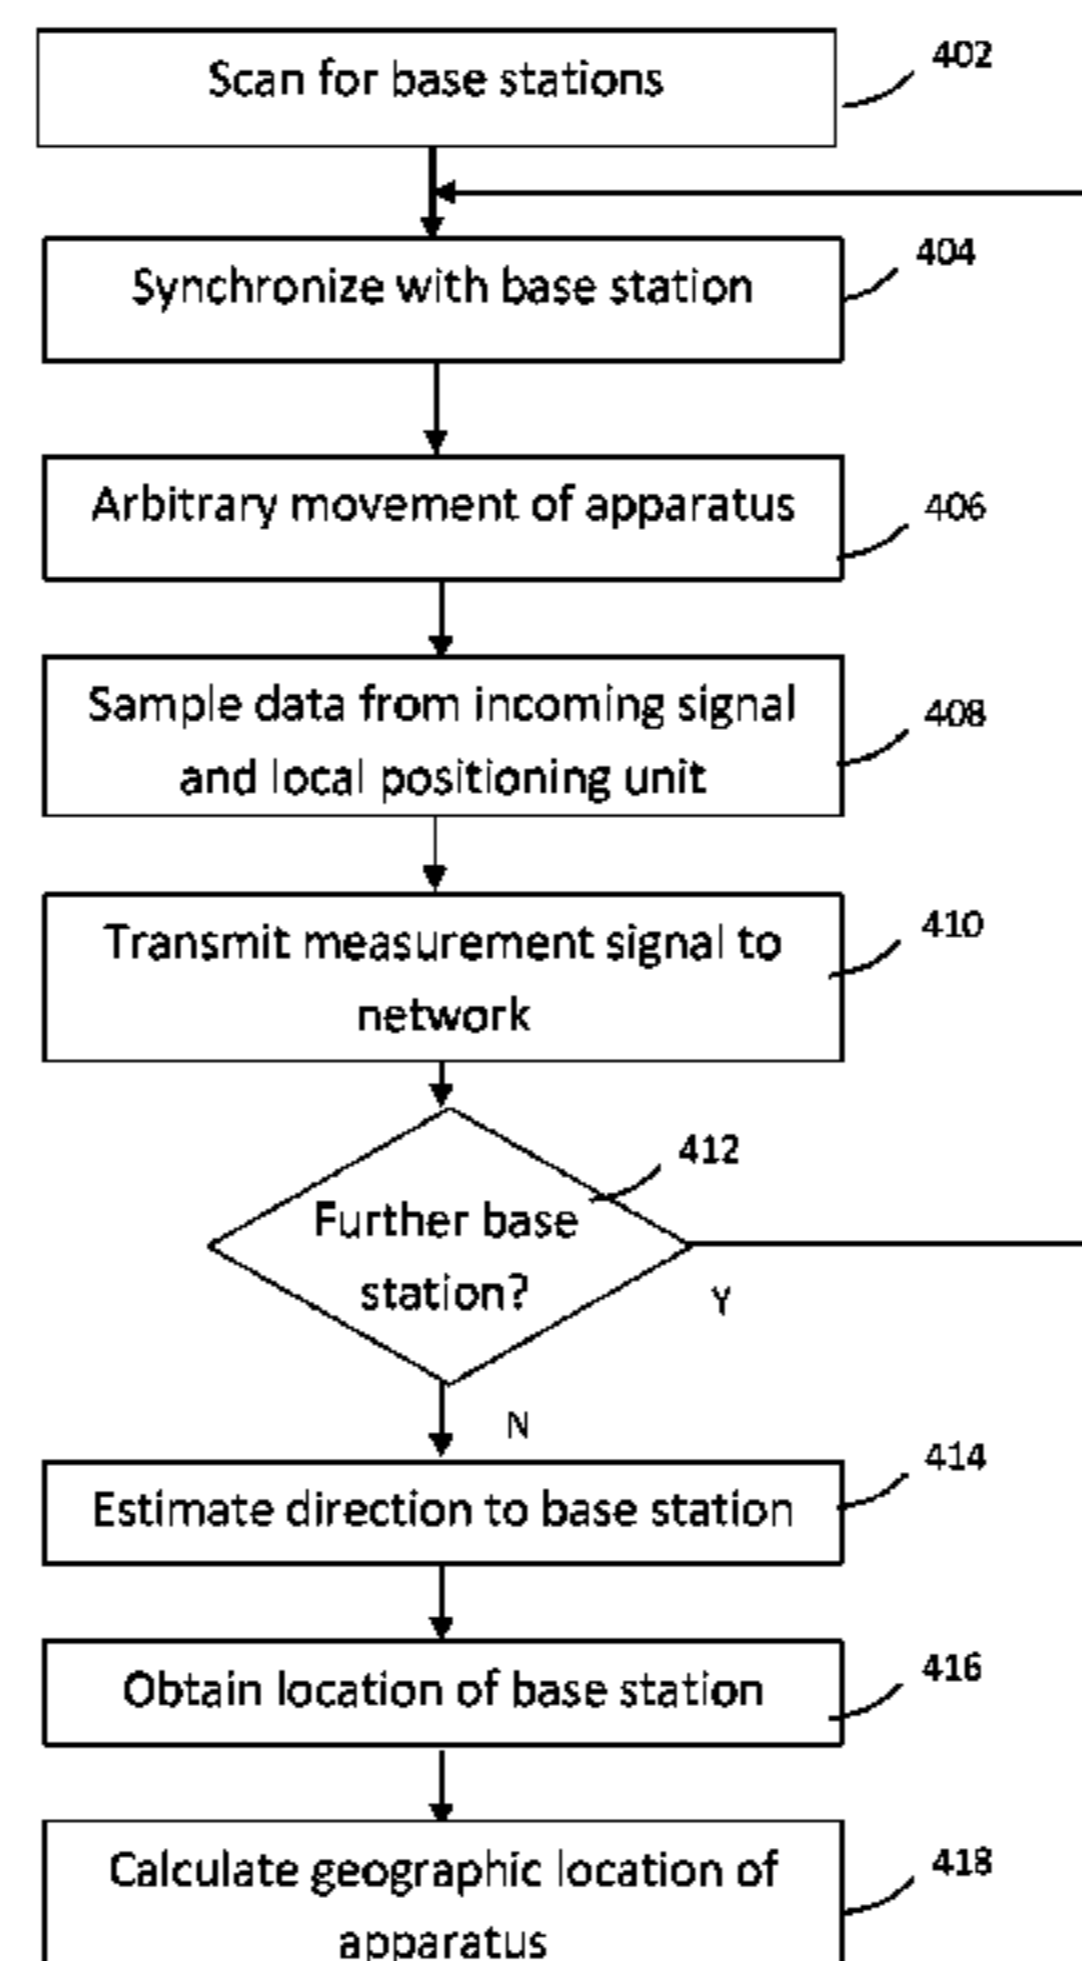 Scan for base stations
402
Synchronize with base station
404
Arbitrary movement of apparatus
406
Sample data from incoming signal
and local positioning unit
408
Transmit measurement signal to
network
410
Further base
station?
412
Y
N
Estimate direction to base station
414
Obtain location of base station
416
Calculate geographic location of
apparatus
418